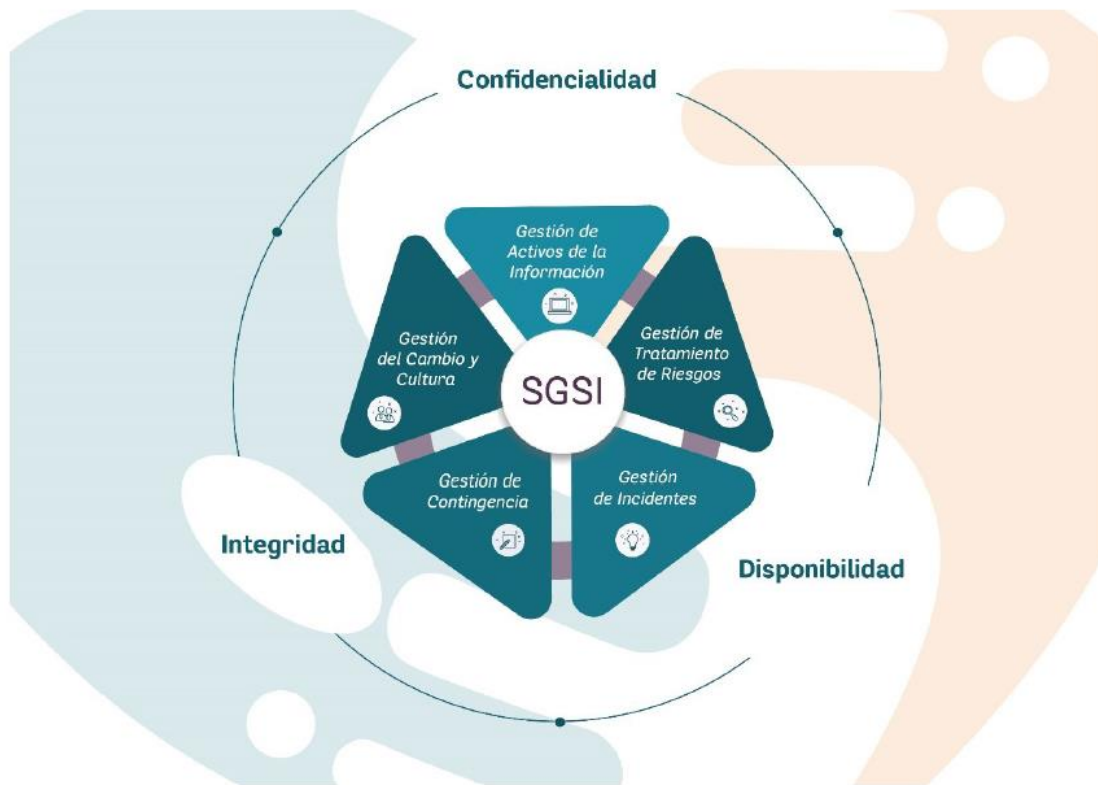 Confidencialidad
Gestión de
Activos de la
Información
Gestión
del Cambio y
Cultura
Gestión de
Tratamiento
de Riesgos
SGSI
Gestión de
Contingencia
Gestión
de Incidentes
Integridad
Disponibilidad